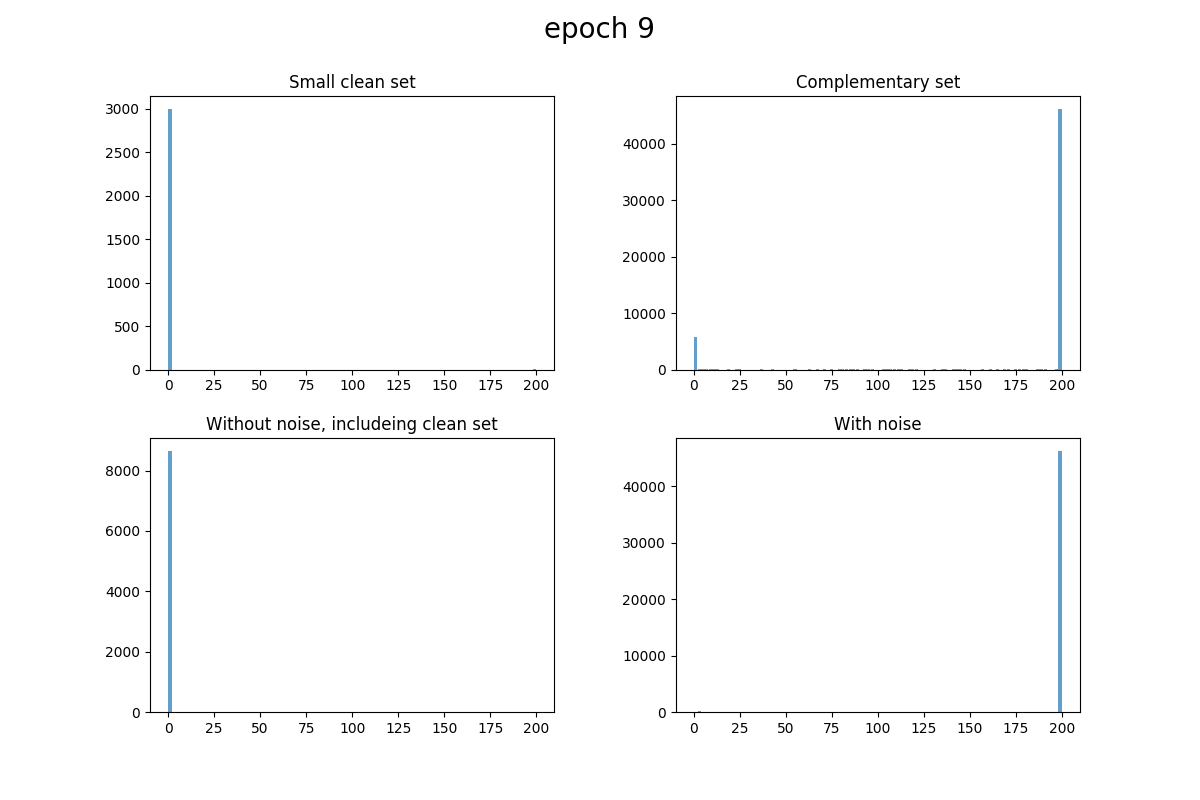 epoch 9
Small clean set
3000
2500
2000
1500
1000
500
0
0 25 50 75 100 125 150 175 200
Complementary set
40000
30000
20000
10000
0
0 25 50 75 100 125 150 175 200
Without noise, includeing clean set
8000
6000
4000
2000
0
0 25 50 75 100 125 150 175 200
With noise
40000
30000
20000
10000
0
0 25 50 75 100 125 150 175 200